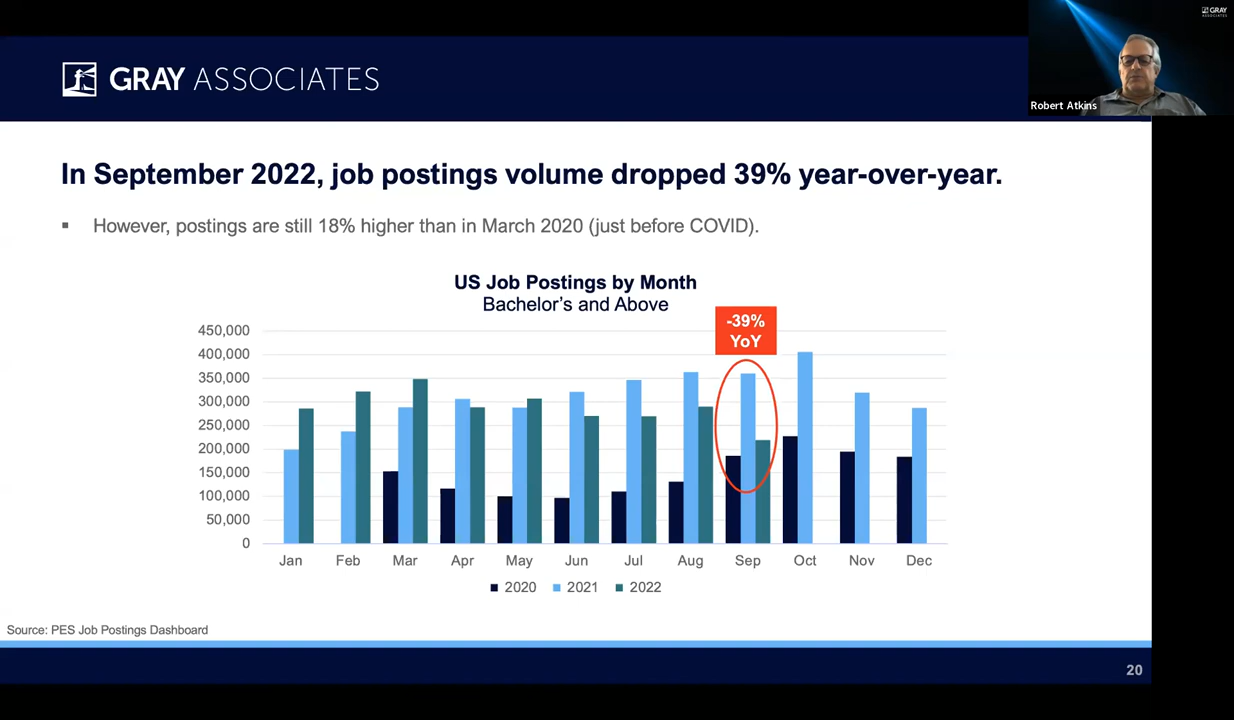 GRAY ASSOCIATES
GRAY
ASSOCIATES
Robert Atkins
In September 2022, job postings volume dropped 39% year-over-year.
▪ However, postings are still 18% higher than in March 2020 (just before COVID).
US Job Postings by Month
Bachelor's and Above
-39%
YoY
450,000
400,000
350,000
300,000
250,000
200,000
150,000
100,000
50,000
0
Jan Feb Mar Apr May Jun Jul Aug Sep Oct Nov Dec
2020 2021 2022
Source: PES Job Postings Dashboard
20